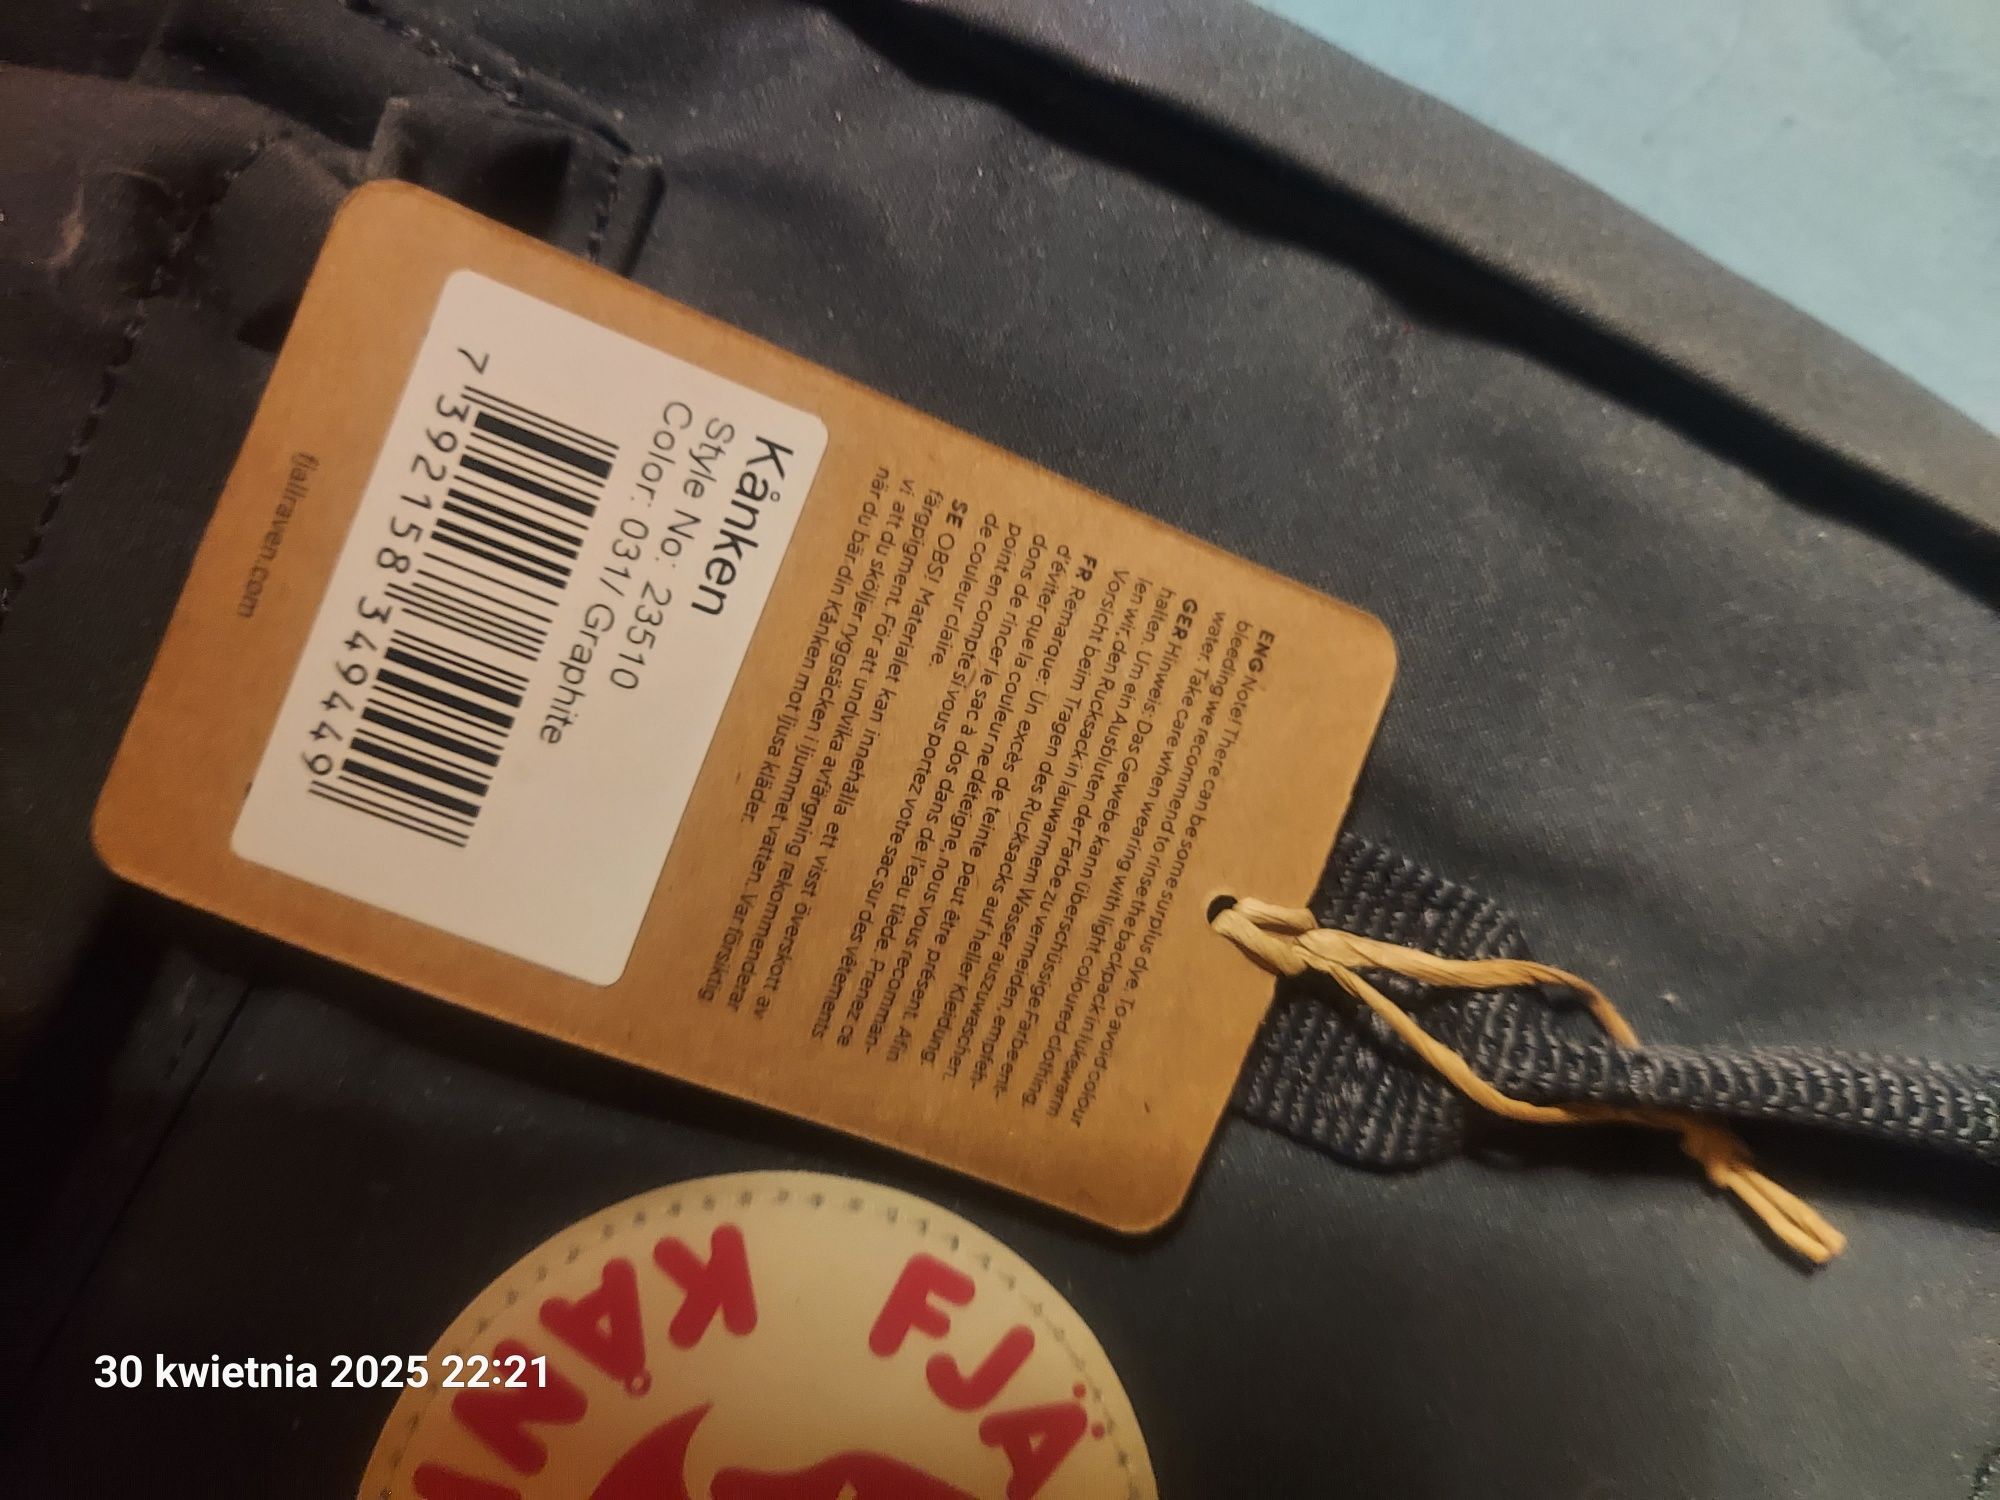 ENG Note! There can be some surplus dye. To avoid colour
bleeding we recommend to rinse the backpack in lukewarm
water. Take care when wearing with light coloured clothing.
GER Hinweis: Das Gewebe kann überschüssige Farbe ent-
halten. Um ein Ausbluten der Farbe zu vermeiden, empfeh-
len wir, den Rucksack in lauwarmem Wasser auszuwaschen.
Vorsicht beim Tragen des Rucksacks auf heller Kleidung.
FR Remarque: Un excès de teinte peut être présent. Afin
d'éviter que la couleur ne déteigne, nous vous recomman-
dons de rincer le sac à dos dans de l'eau tiède. Prenez ce
point en compte si vous portez votre sac sur des vêtements
de couleur claire.
SE OBS! Materialet kan innehålla ett visst överskott av
färgpigment. För att undvika avfärgning rekommenderar
vi att du sköljer ryggsäcken i ljummet vatten. Var försiktig
när du bär din Kånken mot ljusa kläder.
Kånken
Style No: 23510
Color: 031/ Graphite
7 392158 349449
fjallraven.com
FJÄ
KÅN
30 kwietnia 2025 22:21